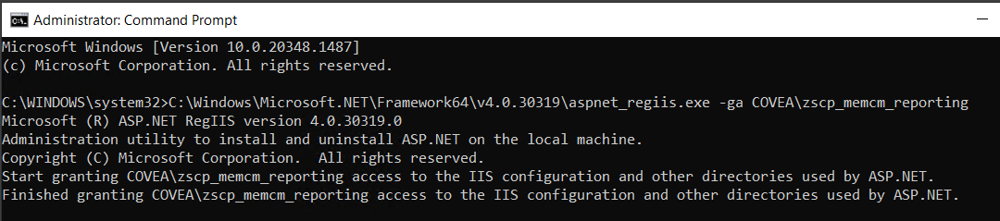 Administrator: Command Prompt
Microsoft Windows [Version 10.0.20348.1487]
(c) Microsoft Corporation. All rights reserved.
C:\WINDOWS\system32>C:\Windows\Microsoft.NET\Framework64\v4.0.30319\aspnet_regiis.exe -ga COVEA\zscp_memcm_reporting
Microsoft (R) ASP.NET RegIIS version 4.0.30319.0
Administration utility to install and uninstall ASP.NET on the local machine.
Copyright (C) Microsoft Corporation.  All rights reserved.
Start granting COVEA\zscp_memcm_reporting access to the IIS configuration and other directories used by ASP.NET.
Finished granting COVEA\zscp_memcm_reporting access to the IIS configuration and other directories used by ASP.NET.